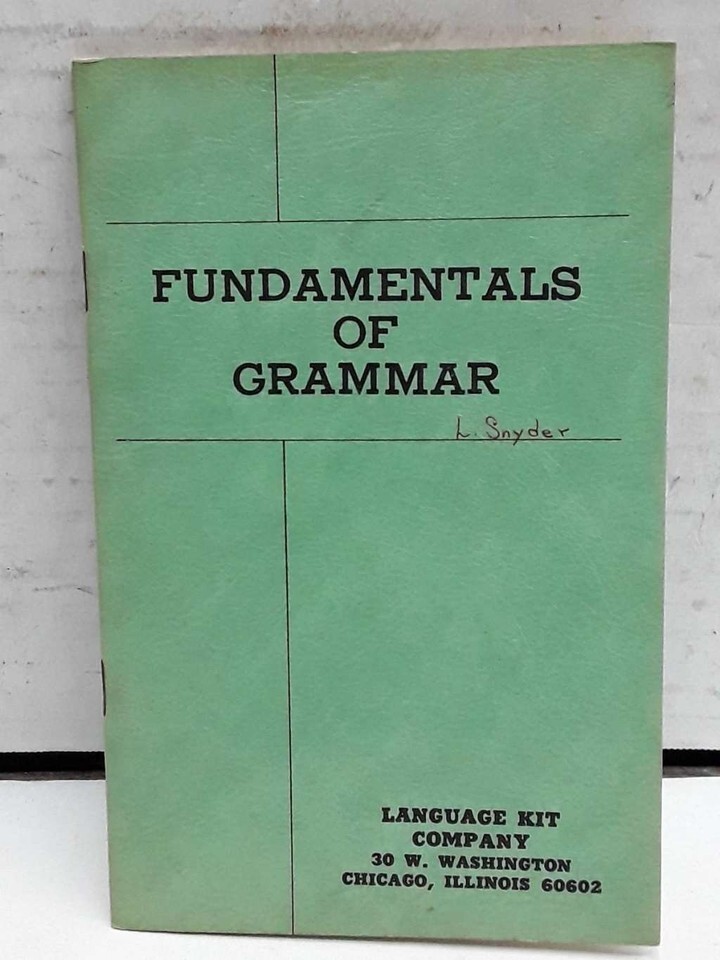 FUNDAMENTALS
OF
GRAMMAR
L. Snyder
LANGUAGE KIT
COMPANY
30 W. WASHINGTON
CHICAGO, ILLINOIS 60602